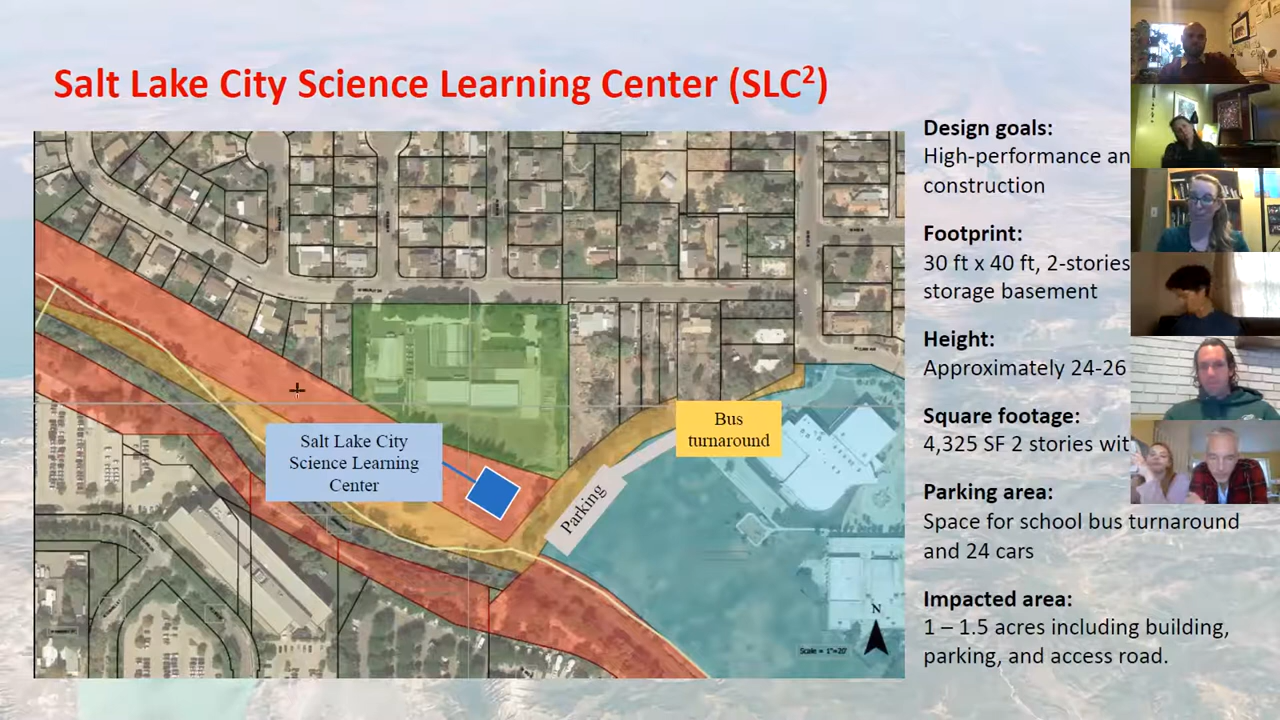 Salt Lake City Science Learning Center (SLC²)
Design goals:
High-performance an
construction
Footprint:
30 ft x 40 ft, 2-stories
storage basement
Height:
Approximately 24-26
Square footage:
4,325 SF 2 stories wit
Parking area:
Space for school bus turnaround
and 24 cars
Impacted area:
1 – 1.5 acres including building,
parking, and access road.
Bus
turnaround
Salt Lake City
Science Learning
Center
Parking
N
Scale = 1"=20'